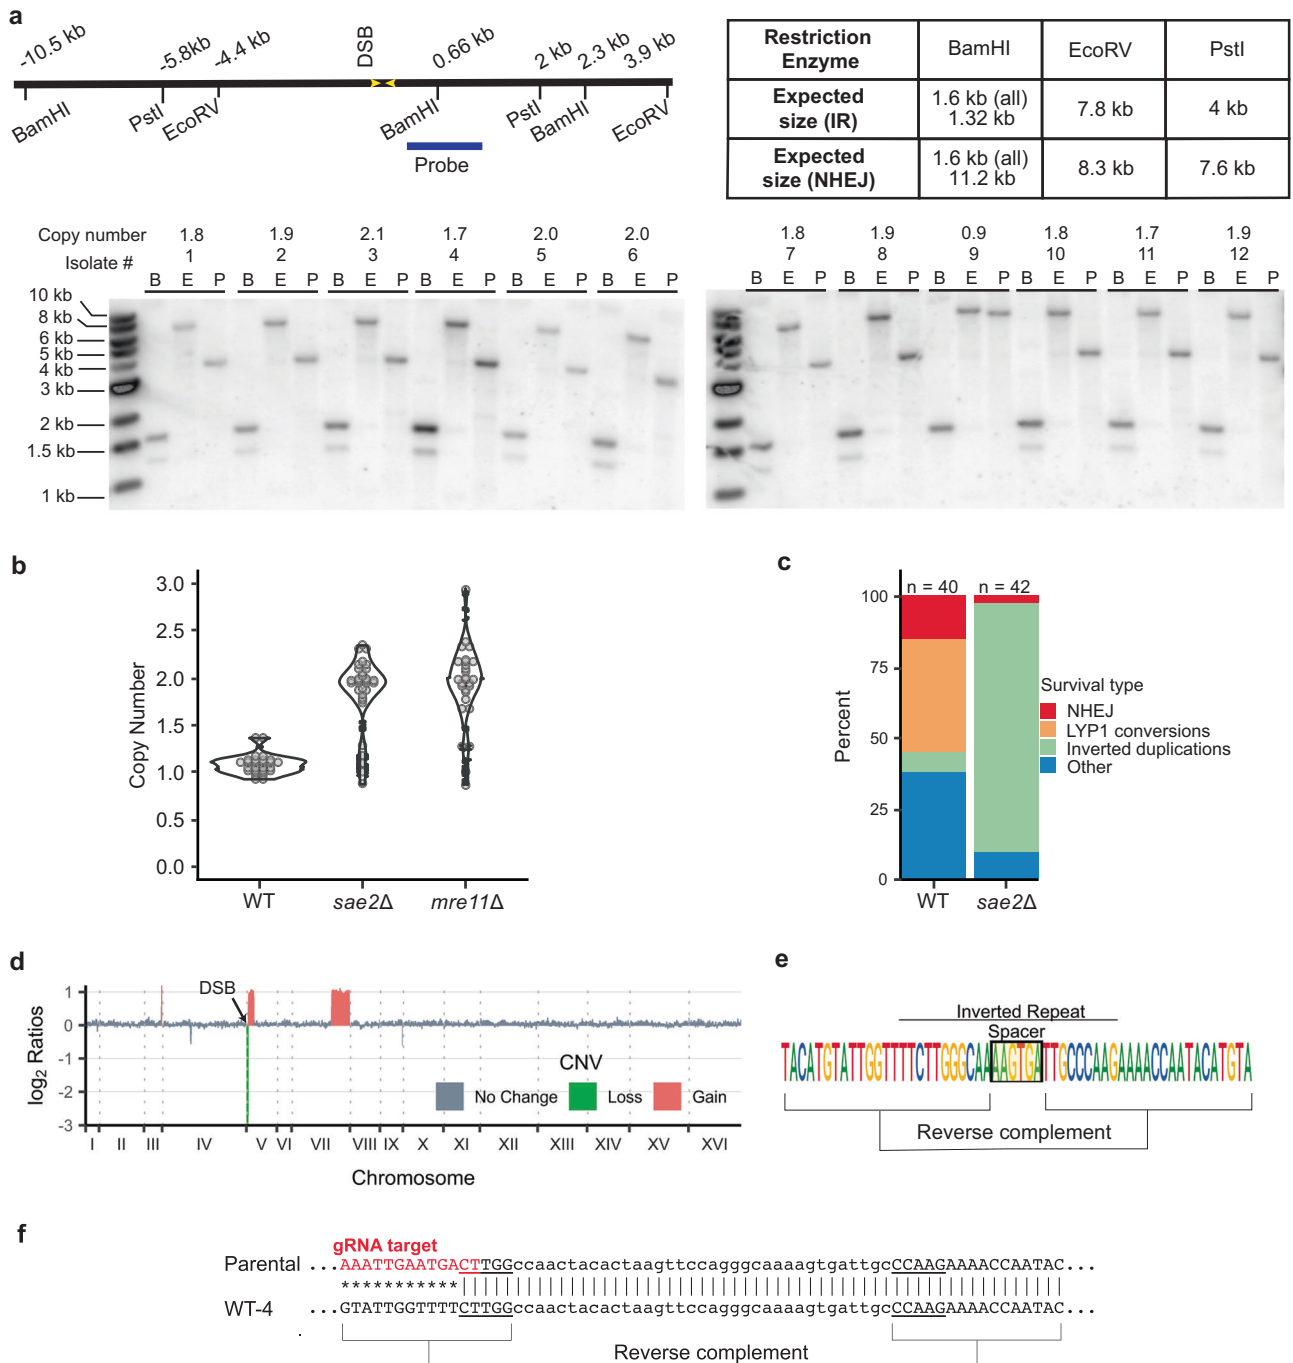 a
-10.5 kb
-5.8kb
-4.4 kb
DSB
0.66 kb
2 kb
2.3 kb
3.9 kb
BamHI
PstI
EcoRV
BamHI
PstI
BamHI
EcoRV
Probe
Restriction Enzyme BamHI EcoRV PstI
Expected size (IR) 1.6 kb (all) 1.32 kb 7.8 kb 4 kb
Expected size (NHEJ) 1.6 kb (all) 11.2 kb 8.3 kb 7.6 kb
Copy number 1.8 1.9 2.1 1.7 2.0 2.0
Isolate # 1 2 3 4 5 6
B E P B E P B E P B E P B E P B E P
1.8 1.9 0.9 1.8 1.7 1.9
7 8 9 10 11 12
B E P B E P B E P B E P B E P B E P
10 kb
8 kb
6 kb
5 kb
4 kb
3 kb
2 kb
1.5 kb
1 kb
b
Copy Number
3.0
2.5
2.0
1.5
1.0
0.5
0.0
WT sae2Δ mre11Δ
c
n = 40 n = 42
Percent
100
75
50
25
0
WT sae2Δ
Survival type
NHEJ
LYP1 conversions
Inverted duplications
Other
d
DSB
log2 Ratios
1
0
-1
-2
-3
CNV
No Change Loss Gain
I II III IV V VI VII VIII IX X XI XII XIII XIV XV XVI
Chromosome
e
Inverted Repeat
Spacer
TACATGTATTGGTTTTCTTGGGCAAAAGTGATTGCCCAAGAAAACCAATACATGTA
Reverse complement
f
gRNA target
Parental ...AAATTGAATGACTTGGccaactacactaagttccagggcaaaagtgattgcCCAAGAAAACCAATAC...
***********
WT-4 ...GTATTGGTTTTCTTGGccaactacactaagttccagggcaaaagtgattgcCCAAGAAAACCAATAC...
Reverse complement